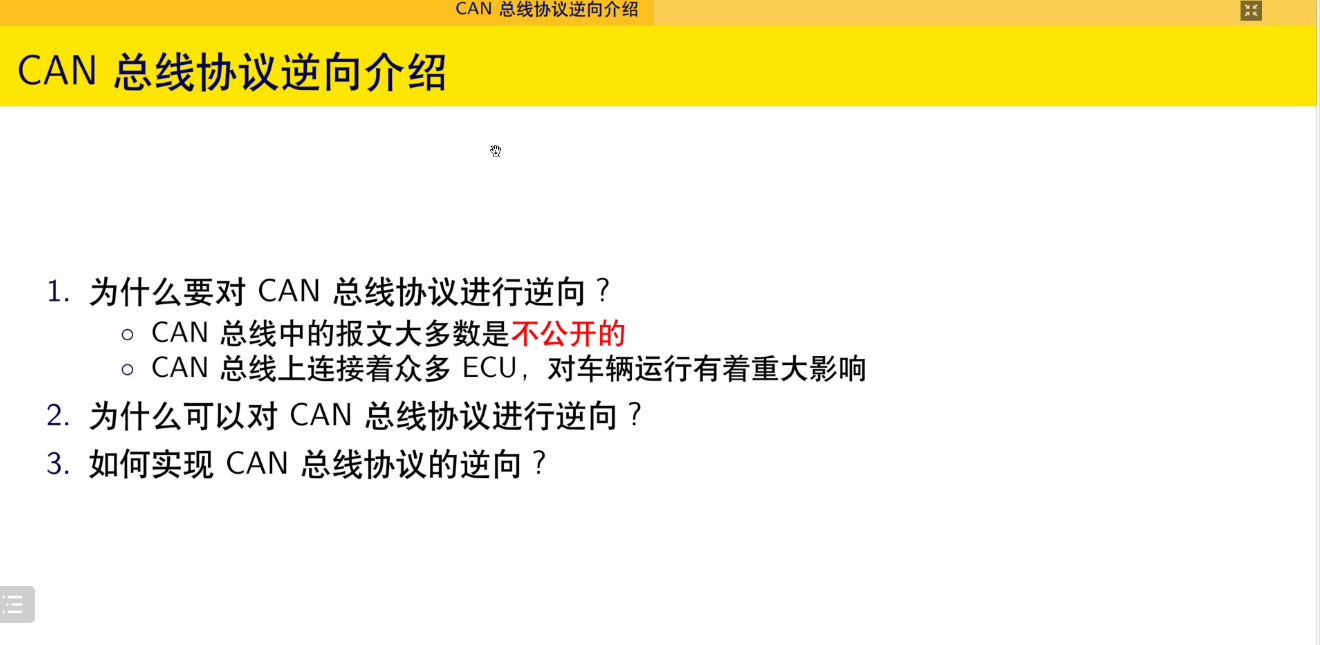 CAN 总线协议逆向介绍
CAN 总线协议逆向介绍
1. 为什么要对 CAN 总线协议进行逆向？
○ CAN 总线中的报文大多数是不公开的
○ CAN 总线上连接着众多 ECU，对车辆运行有着重大影响
2. 为什么可以对 CAN 总线协议进行逆向？
3. 如何实现 CAN 总线协议的逆向？